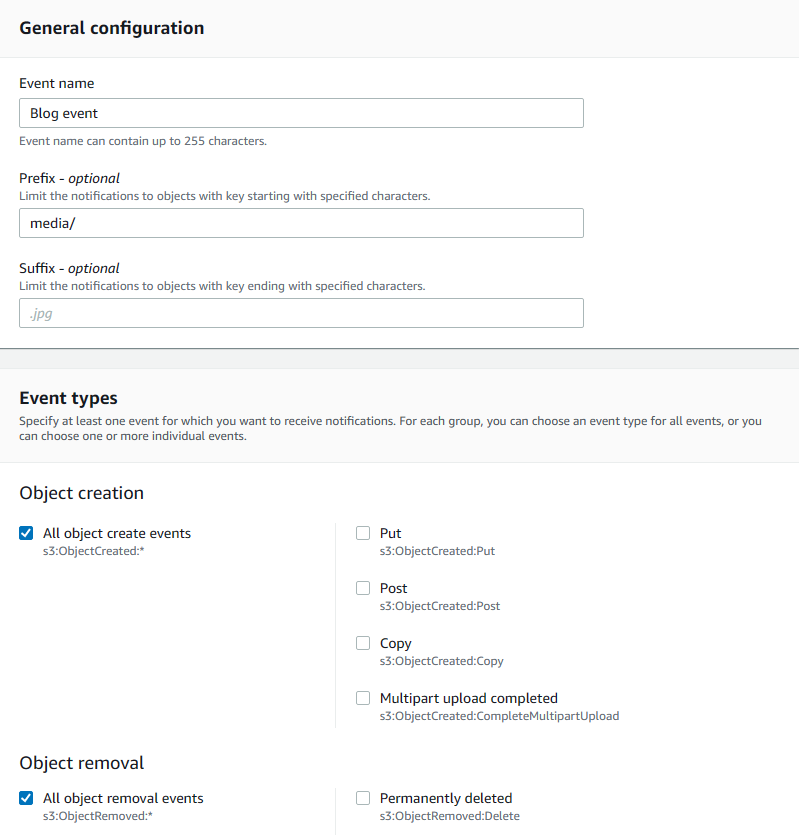 General configuration
Event name
Blog event
Event name can contain up to 255 characters.
Prefix - optional
Limit the notifications to objects with key starting with specified characters.
media/
Suffix - optional
Limit the notifications to objects with key ending with specified characters.
.jpg
Event types
Specify at least one event for which you want to receive notifications. For each group, you can choose an event type for all events, or you
can choose one or more individual events.
Object creation
All object create events
s3:ObjectCreated:*
Put
s3:ObjectCreated:Put
Post
s3:ObjectCreated:Post
Copy
s3:ObjectCreated:Copy
Multipart upload completed
s3:ObjectCreated:CompleteMultipartUpload
Object removal
All object removal events
s3:ObjectRemoved:*
Permanently deleted
s3:ObjectRemoved:Delete